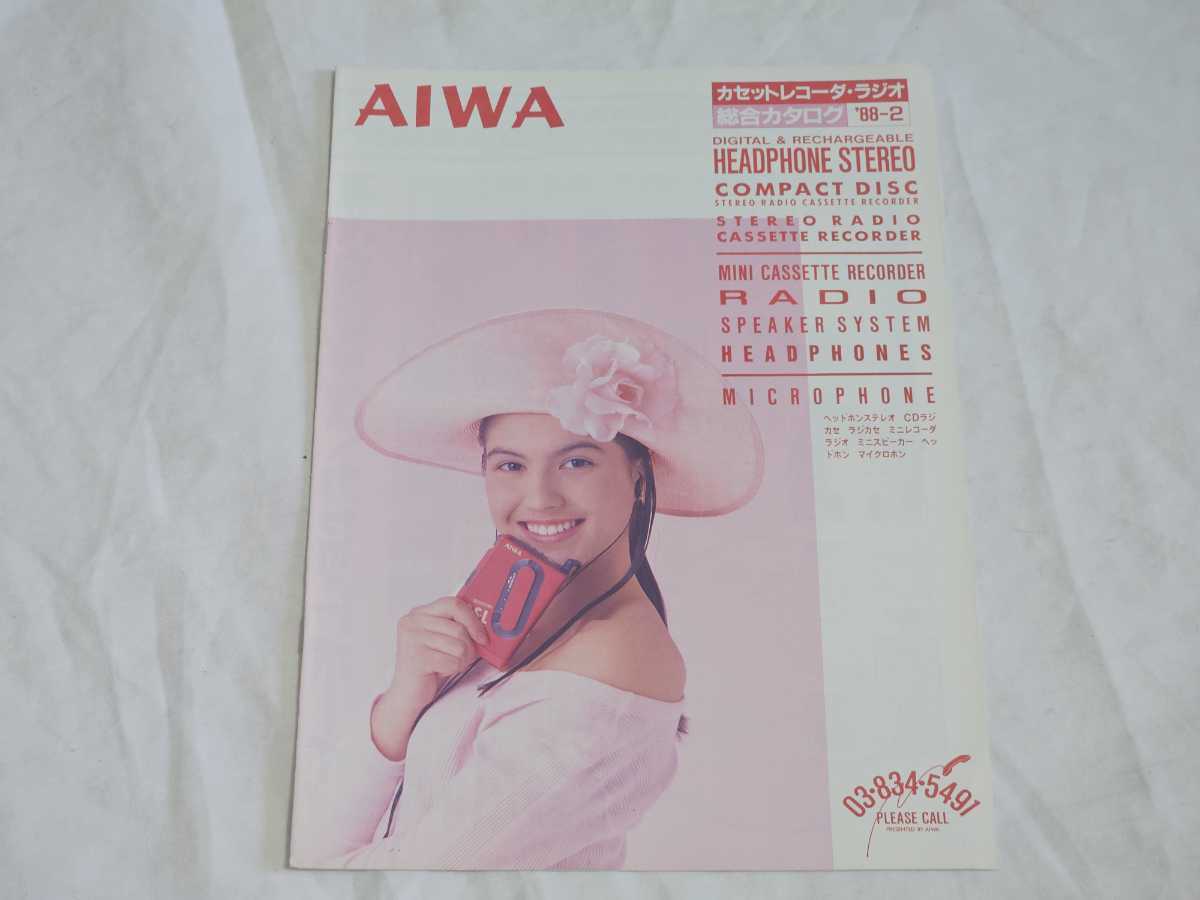 AIWA
カセットレコーダ・ラジオ
総合カタログ '88-2
DIGITAL & RECHARGEABLE
HEADPHONE STEREO
COMPACT DISC
STEREO RADIO CASSETTE RECORDER
STEREO RADIO
CASSETTE RECORDER
MINI CASSETTE RECORDER
RADIO
SPEAKER SYSTEM
HEADPHONES
MICROPHONE
ヘッドホンステレオ CDラジ
カセ ラジカセ ミニレコーダ
ラジオ ミニスピーカー ヘッ
ドホン マイクロホン
AIWA
03・834・5491
PLEASE CALL
PRESENTED BY AIWA